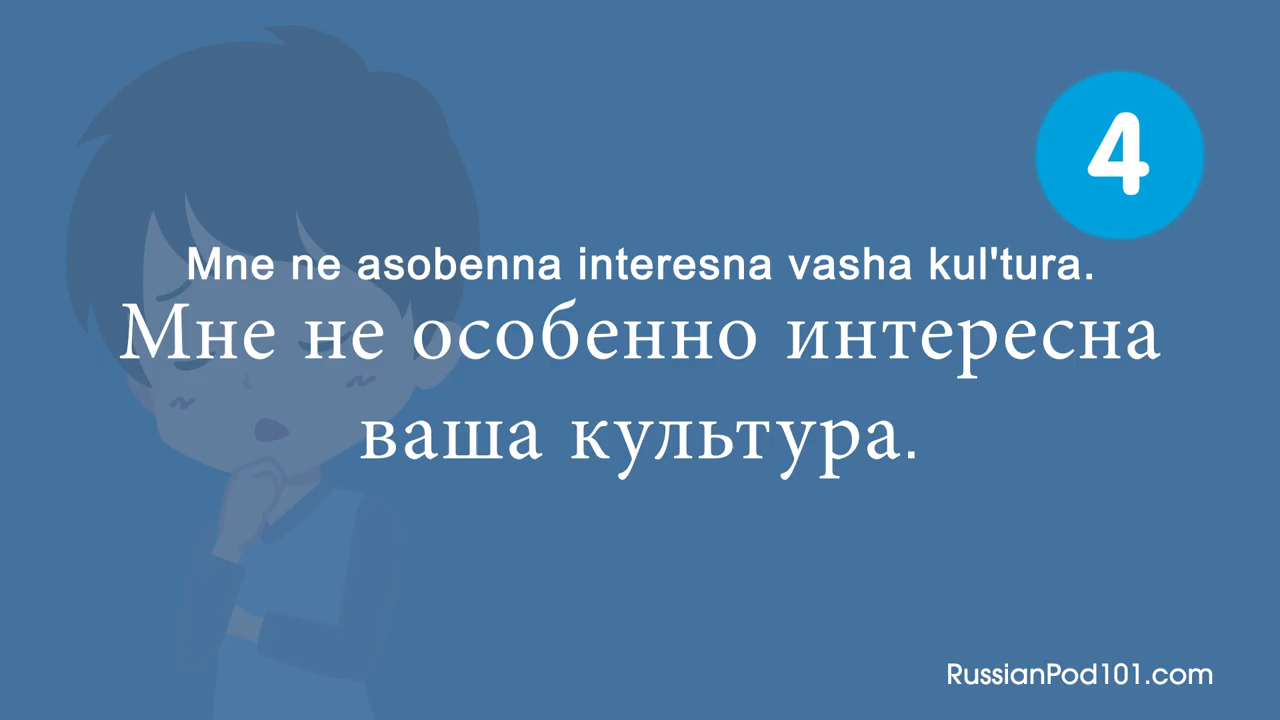 4
Mne ne asobenna interesna vasha kul'tura.
Мне не особенно интересна
ваша культура.
RussianPod101.com